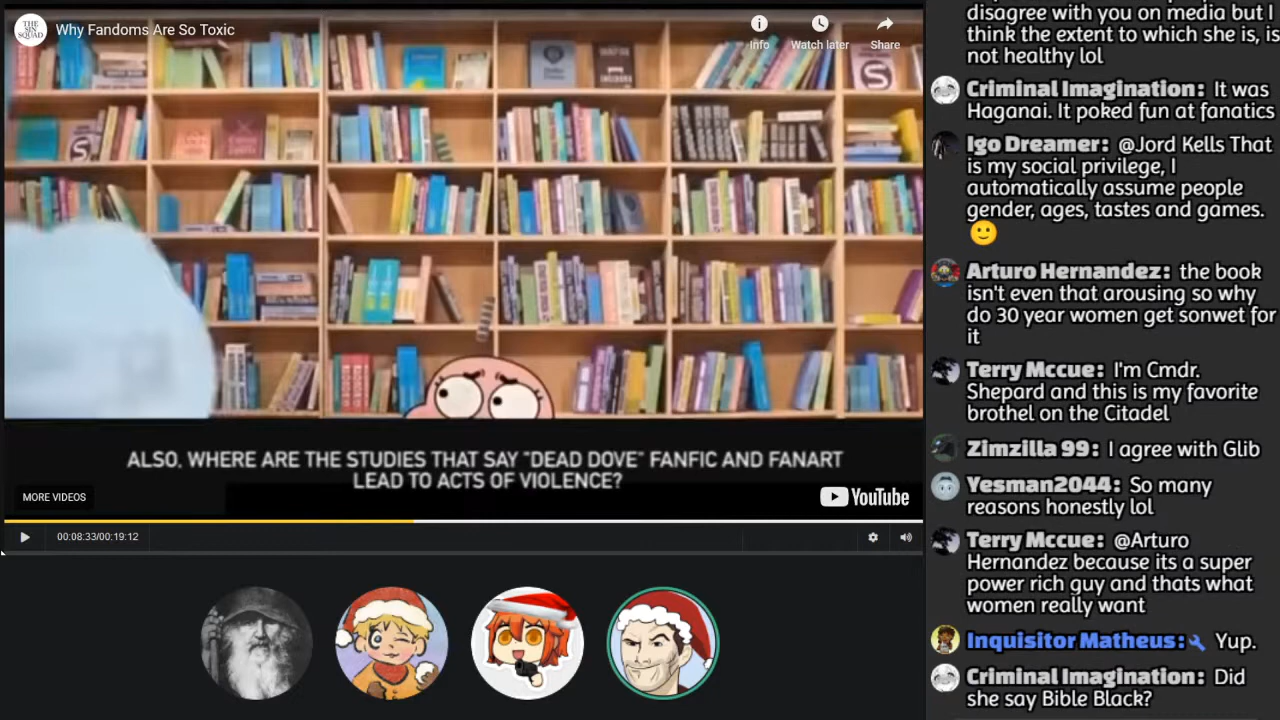 THE
SIN
SQUAD
Why Fandoms Are So Toxic
Info
Watch later
Share
ALSO, WHERE ARE THE STUDIES THAT SAY "DEAD DOVE" FANFIC AND FANART
LEAD TO ACTS OF VIOLENCE?
MORE VIDEOS
YouTube
00:08:33/00:19:12
disagree with you on media but I
think the extent to which she is, is
not healthy lol
Criminal Imagination: It was
Haganai. It poked fun at fanatics
Igo Dreamer: @Jord Kells That
is my social privilege, I
automatically assume people
gender, ages, tastes and games.
Arturo Hernandez: the book
isn't even that arousing so why
do 30 year women get sonwet for
it
Terry Mccue: I'm Cmdr.
Shepard and this is my favorite
brothel on the Citadel
Zimzilla 99: I agree with Glib
Yesman2044: So many
reasons honestly lol
Terry Mccue: @Arturo
Hernandez because its a super
power rich guy and thats what
women really want
Inquisitor Matheus: Yup.
Criminal Imagination: Did
she say Bible Black?